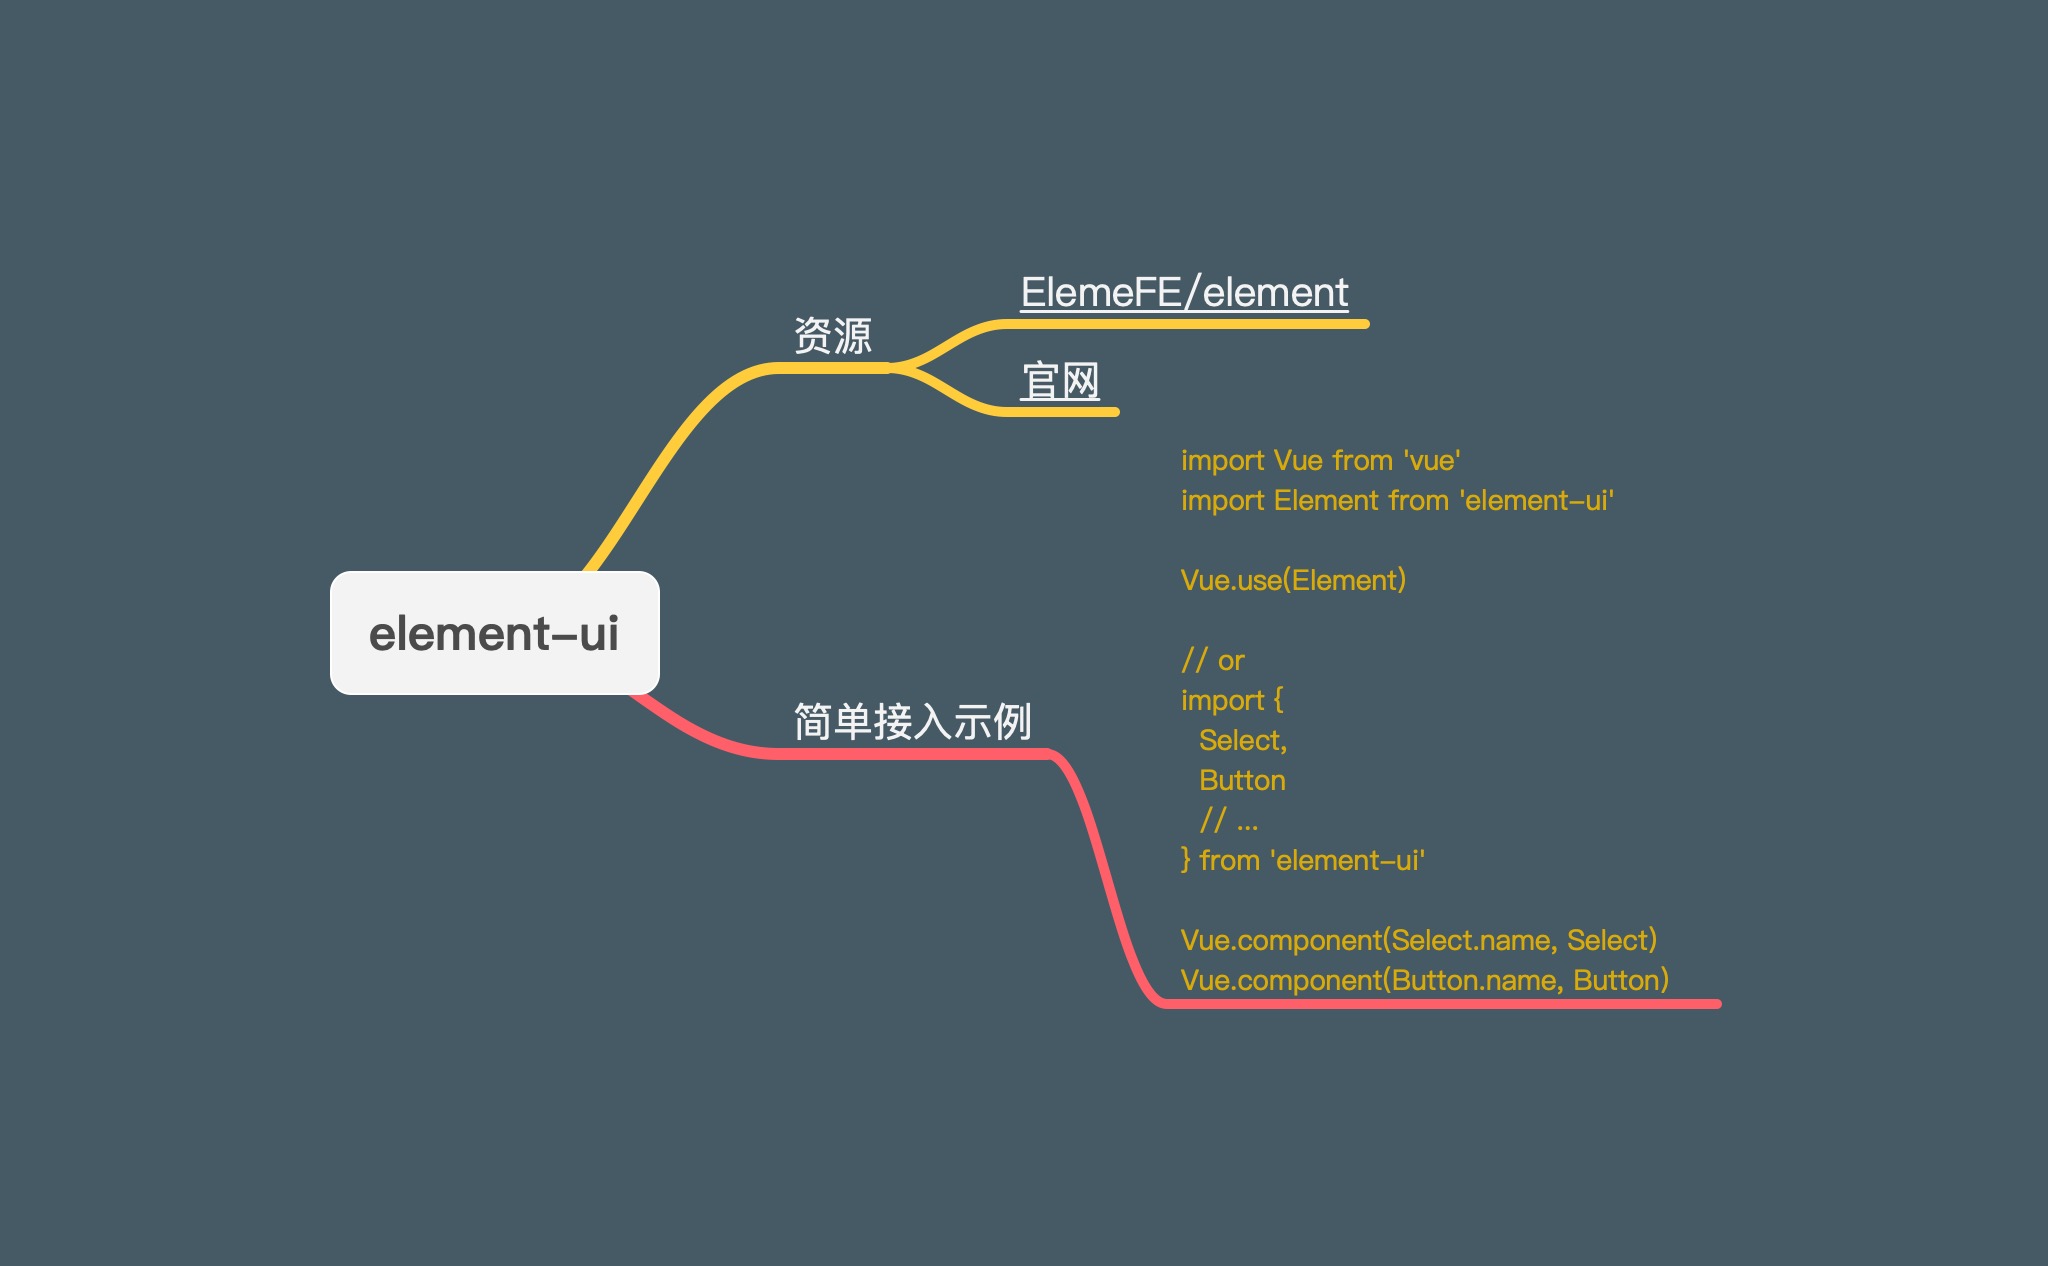 element-ui
资源
ElemeFE/element
官网
简单接入示例
import Vue from 'vue'
import Element from 'element-ui'

Vue.use(Element)

// or
import {
  Select,
  Button
  // ...
} from 'element-ui'

Vue.component(Select.name, Select)
Vue.component(Button.name, Button)